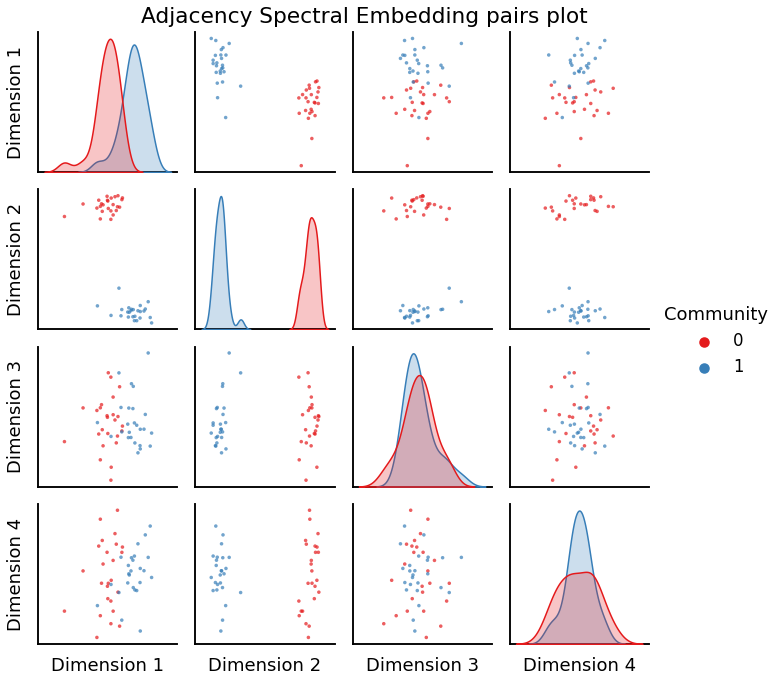 Adjacency Spectral Embedding pairs plot
Dimension 1
Dimension 2
Dimension 3
Dimension 4
Community
0
1
Dimension 1
Dimension 2
Dimension 3
Dimension 4